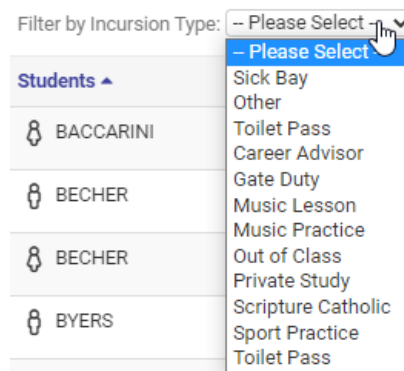 Filter by Incursion Type: -- Please Select --
-- Please Select --
Students
Sick Bay
Other
BACCARINI
Toilet Pass
Career Advisor
Gate Duty
BECHER
Music Lesson
Music Practice
BECHER
Out of Class
Private Study
Scripture Catholic
BYERS
Sport Practice
Toilet Pass